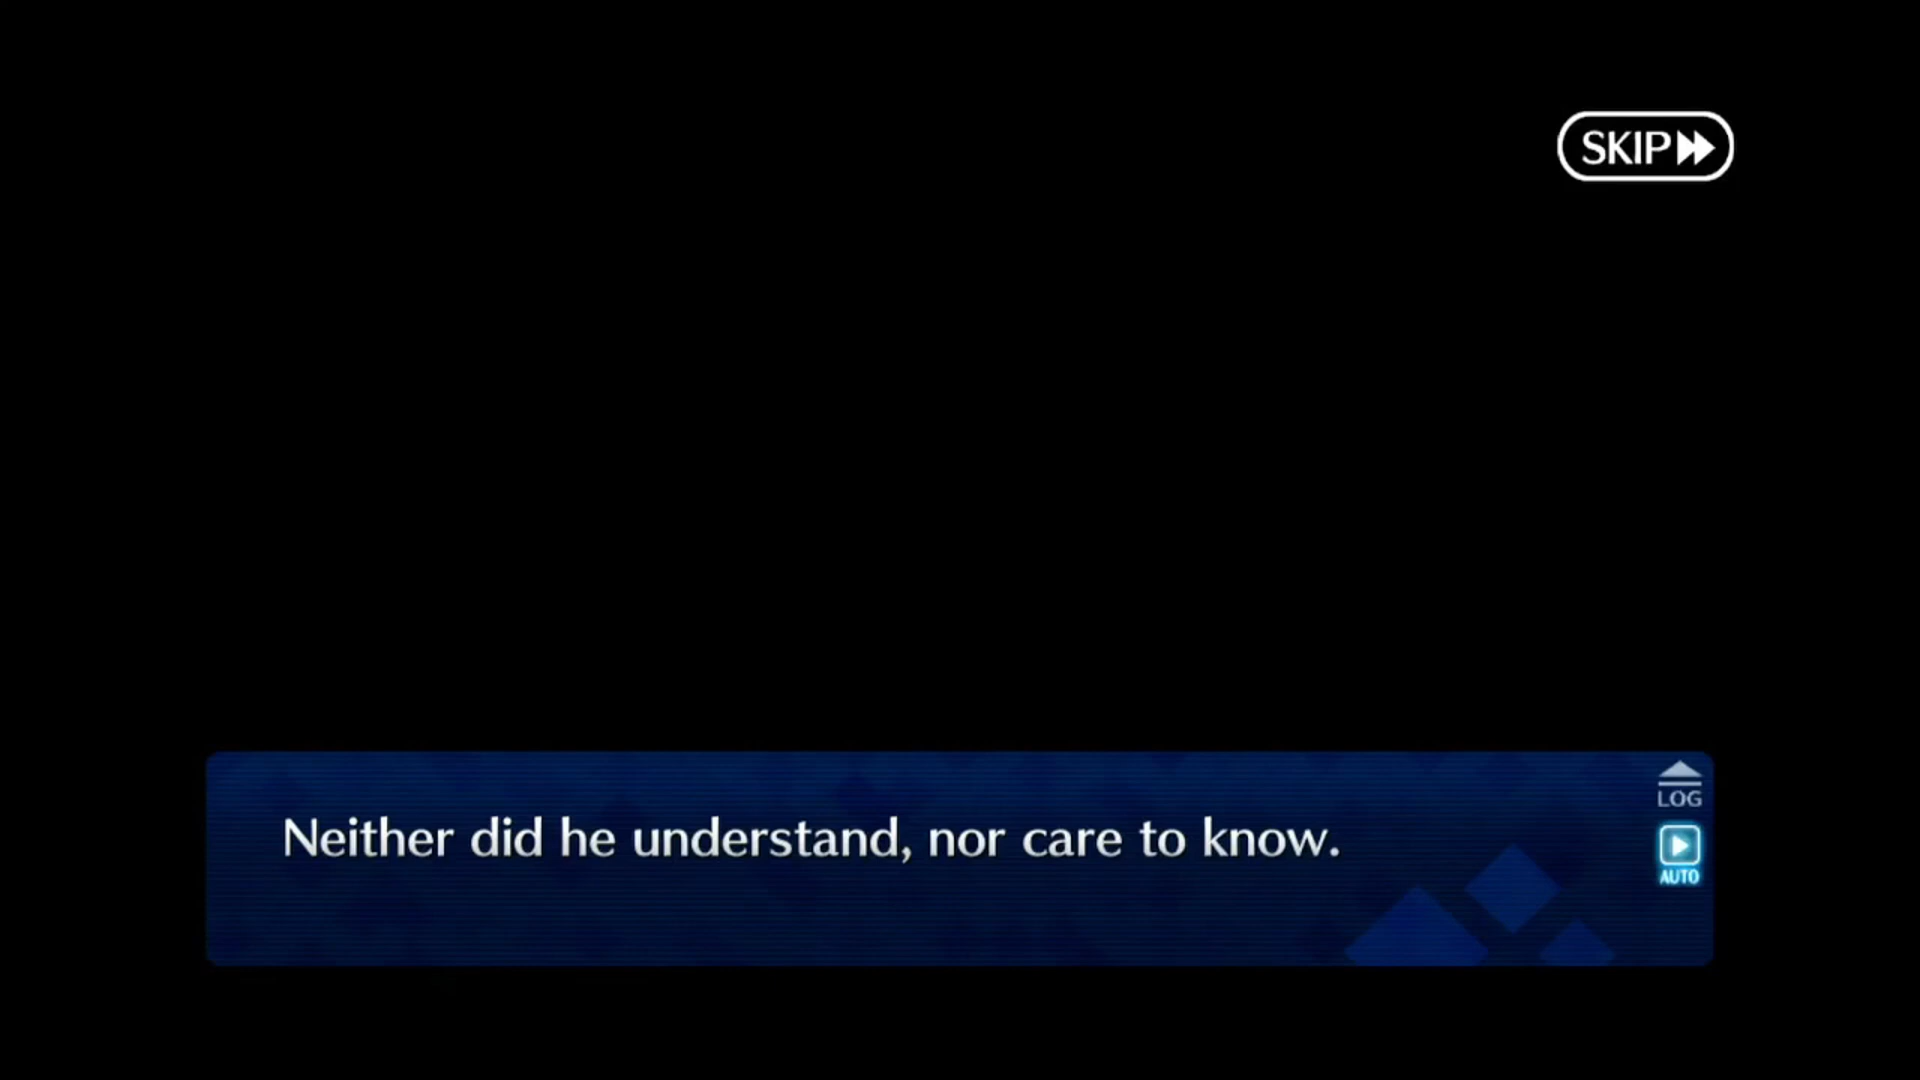 SKIP
LOG
Neither did he understand, nor care to know.
AUTO